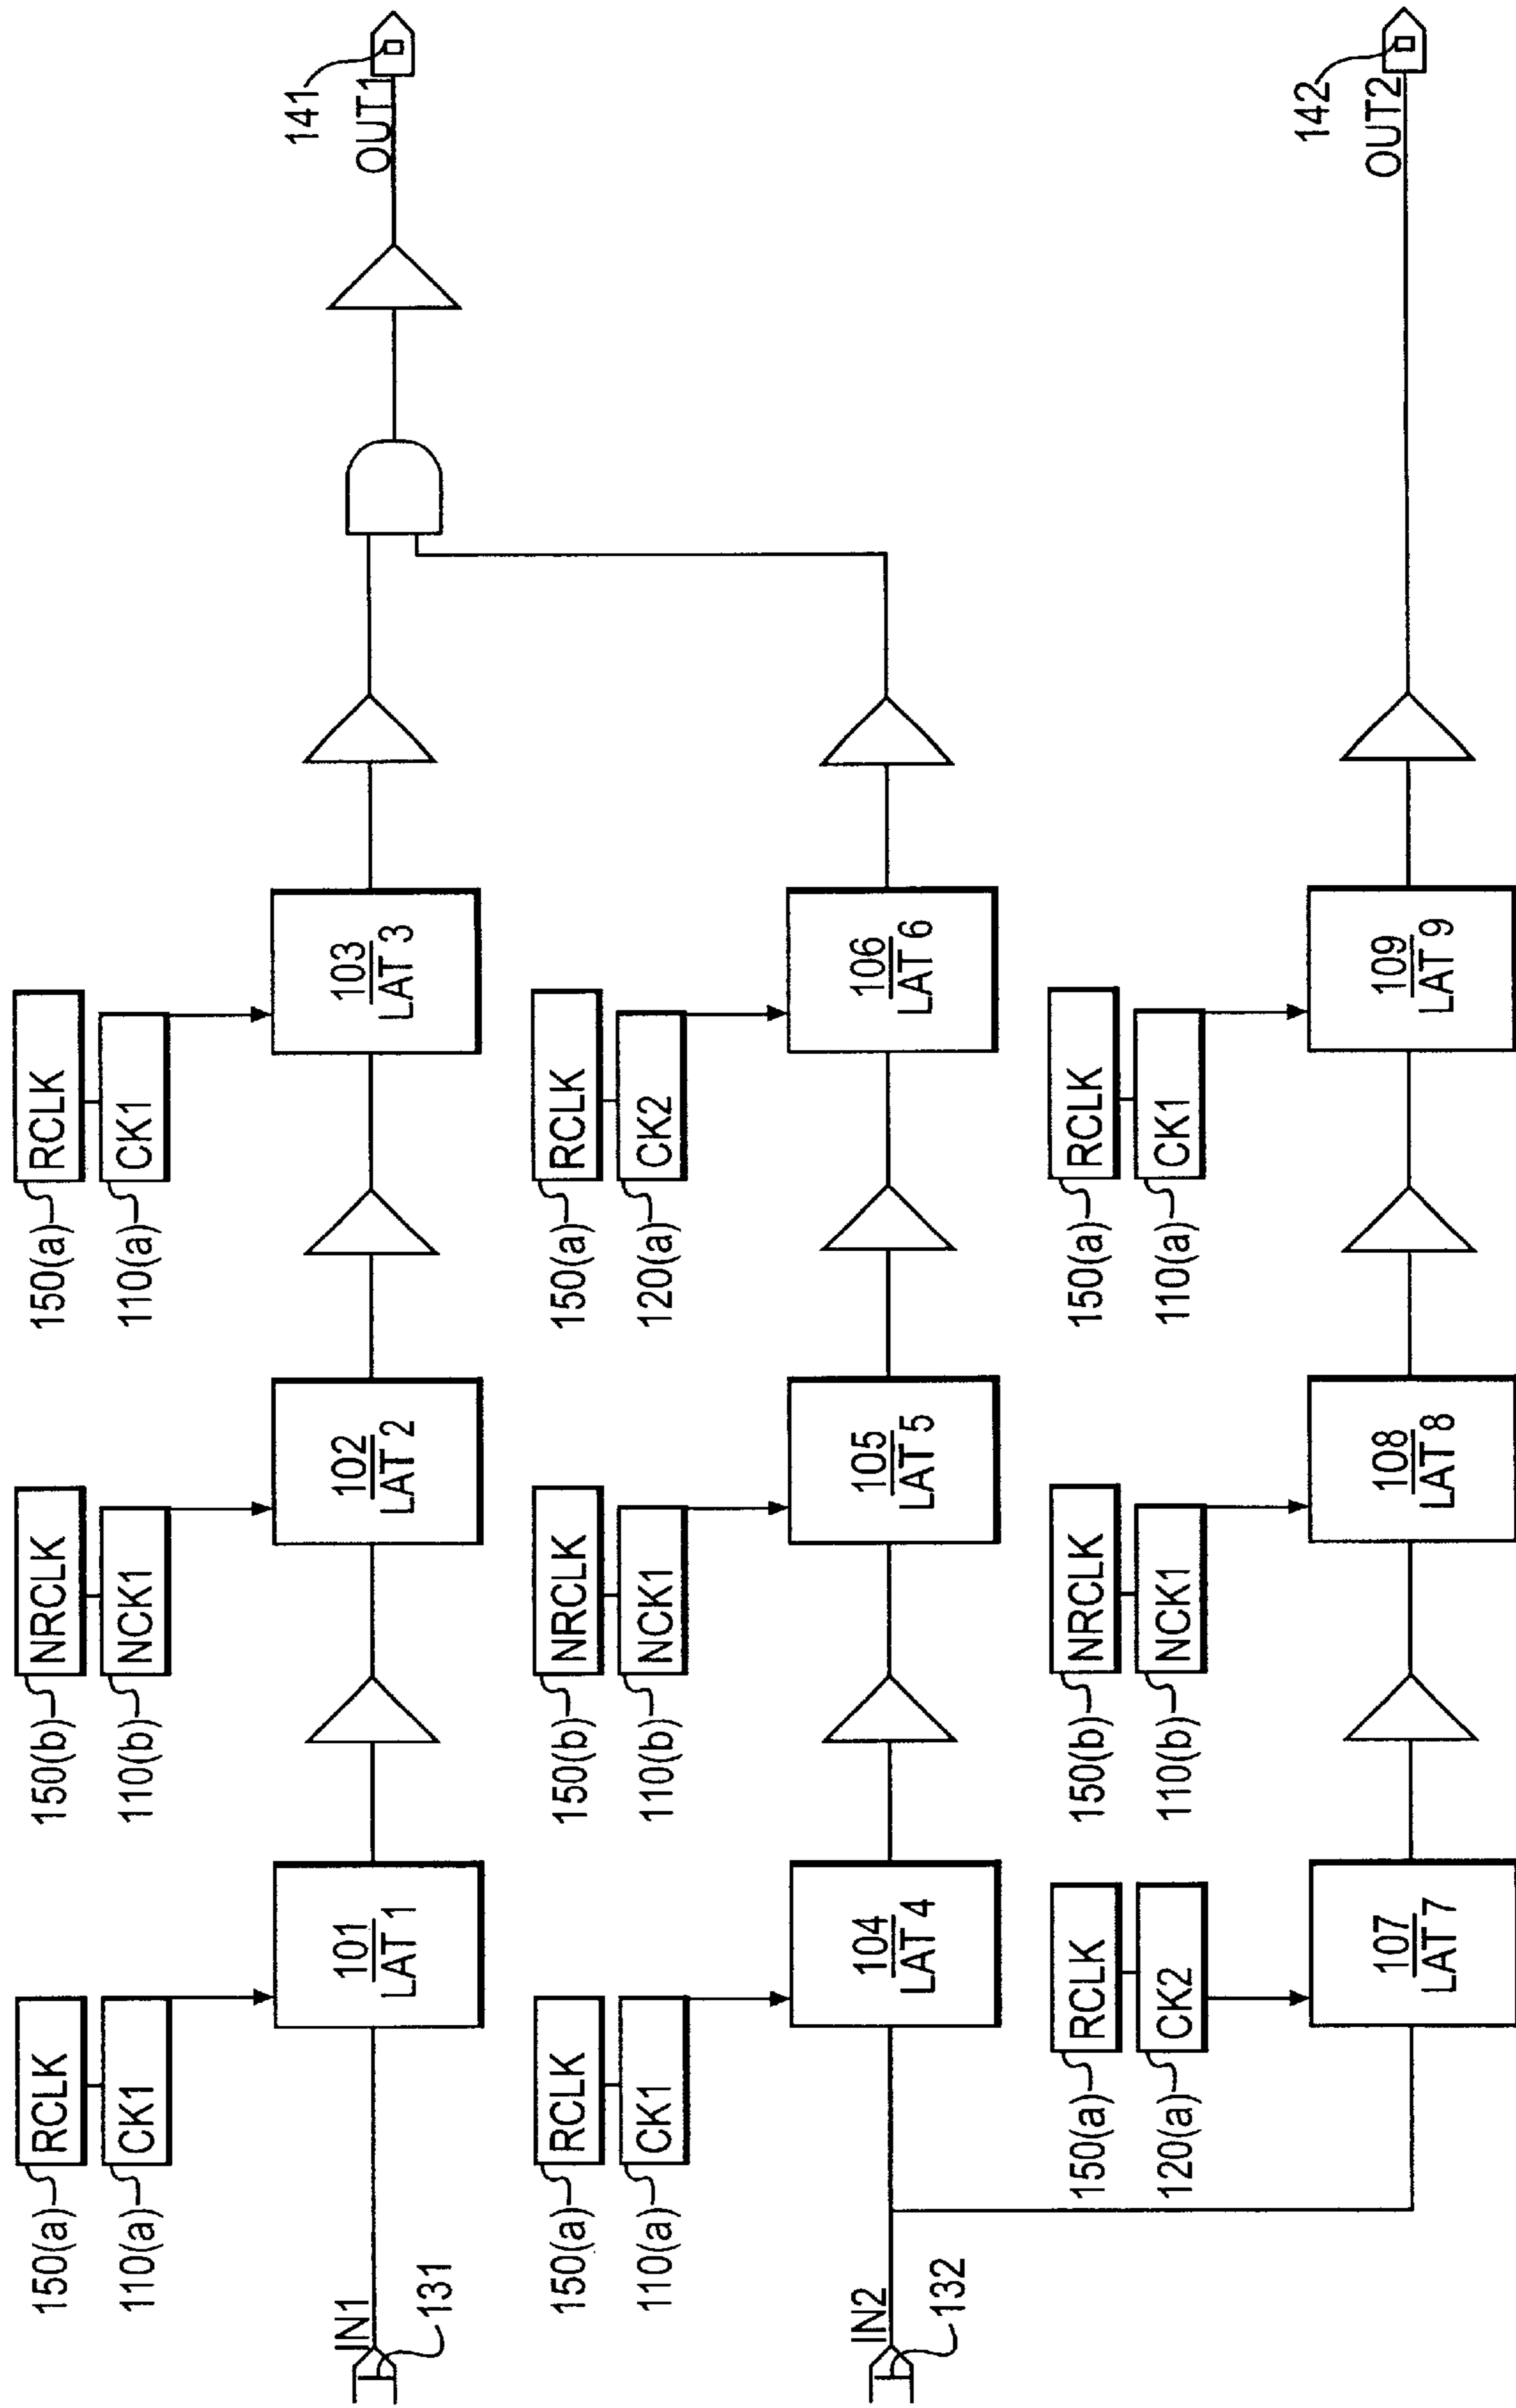 150(a)
RCLK
150(b)
NRCLK
150(a)
RCLK
110(a)
CK1
110(b)
NCK1
110(a)
CK1
141
IN1
101
LAT 1
102
LAT 2
103
LAT 3
OUT1
131
150(a)
RCLK
150(b)
NRCLK
150(a)
RCLK
110(a)
CK1
110(b)
NCK1
120(a)
CK2
IN2
104
LAT 4
105
LAT 5
106
LAT 6
132
150(a)
RCLK
150(b)
NRCLK
150(a)
RCLK
120(a)
CK2
110(b)
NCK1
110(a)
CK1
142
107
LAT 7
108
LAT 8
109
LAT 9
OUT2